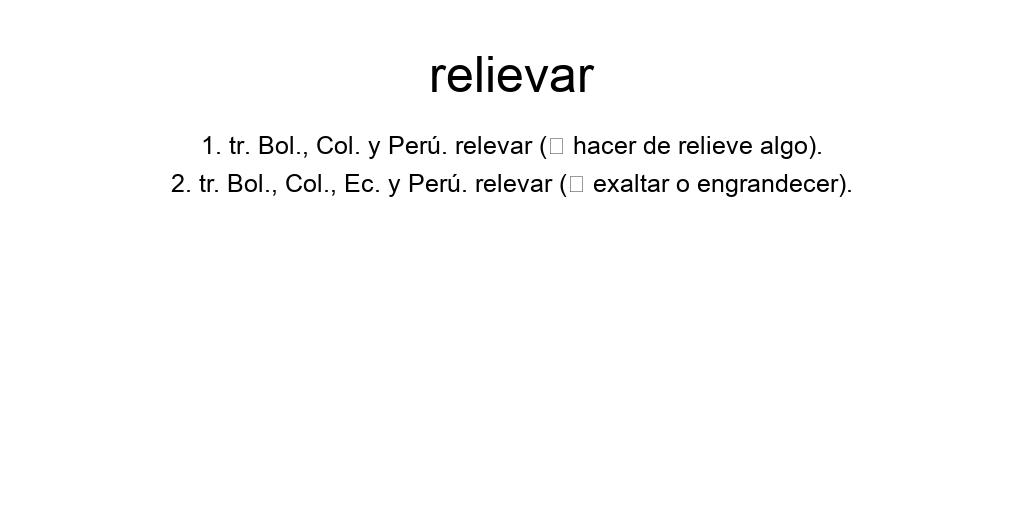 relievar
1. tr. Bol., Col. y Perú. relevar (□ hacer de relieve algo).
2. tr. Bol., Col., Ec. y Perú. relevar (□ exaltar o engrandecer).